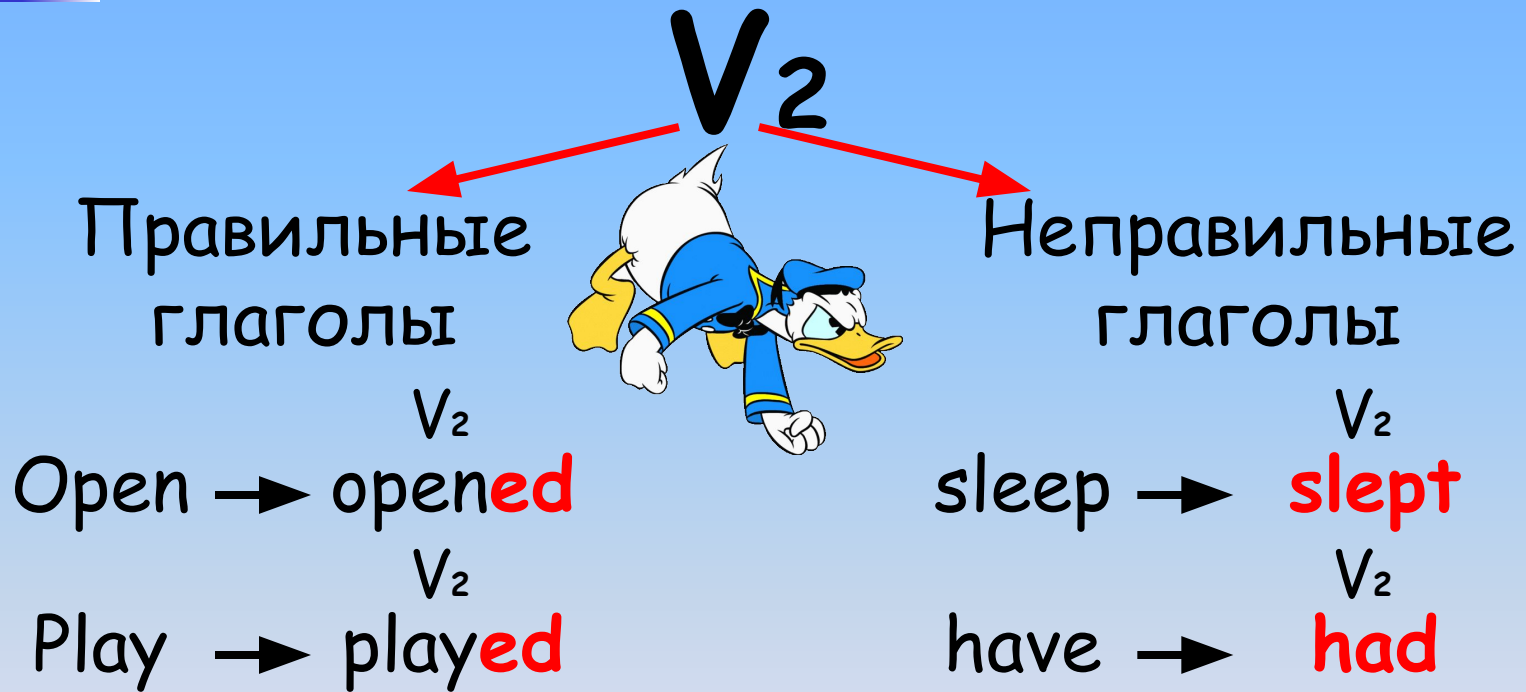 V2
Правильные
глаголы
Неправильные
глаголы
V2
Open opened
V2
Play played
V2
sleep slept
V2
have had